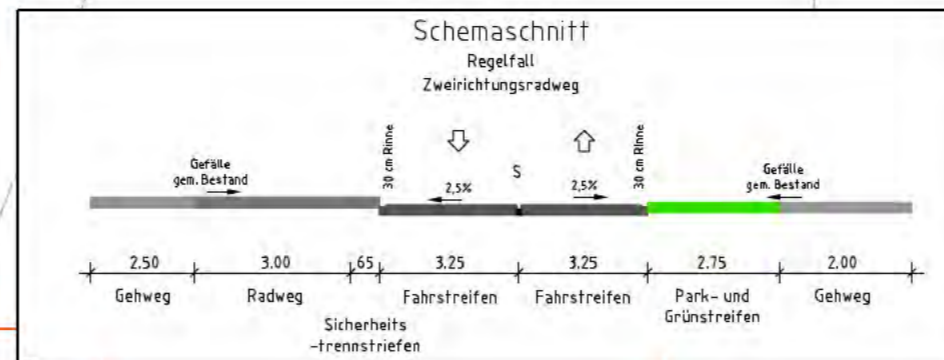 Schemaschnitt
Regelfall
Zweirichtungsradweg
Gefälle
gem. Bestand
30 cm Rinne
2,5%
S
2,5%
30 cm Rinne
Gefälle
gem. Bestand
2.50 3.00 65 3.25 3.25 2.75 2.00
Gehweg Radweg Fahrstreifen Fahrstreifen Park- und Gehweg
Grünstreifen
Sicherheits
-trennstriefen